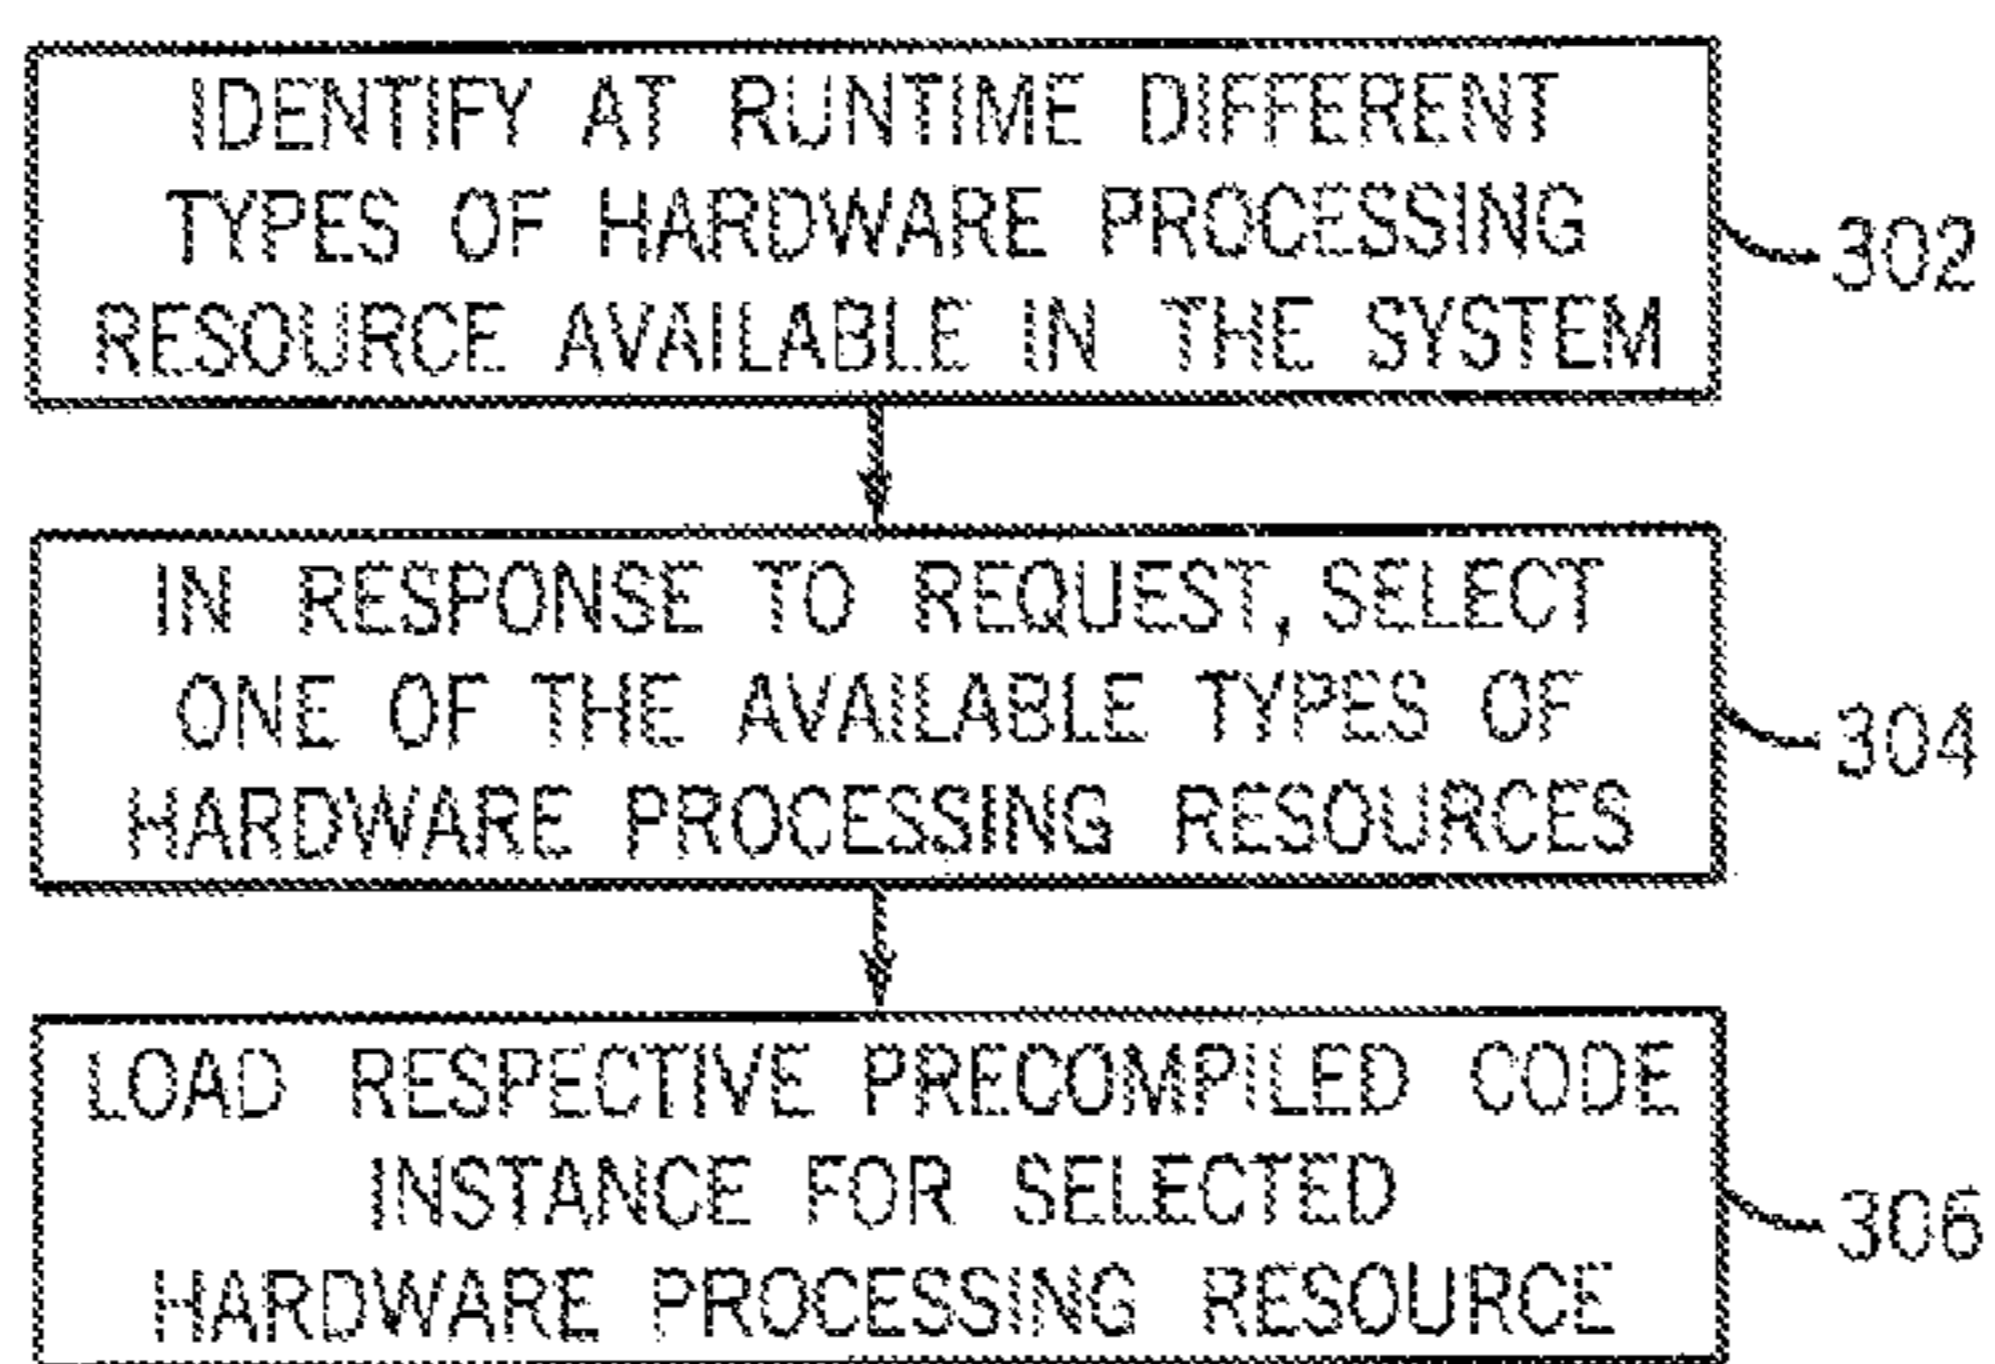 IDENTIFY AT RUNTIME DIFFERENT
TYPES OF HARDWARE PROCESSING
RESOURCE AVAILABLE IN THE SYSTEM
302
IN RESPONSE TO REQUEST, SELECT
ONE OF THE AVAILABLE TYPES OF
HARDWARE PROCESSING RESOURCES
304
LOAD RESPECTIVE PRECOMPILED CODE
INSTANCE FOR SELECTED
HARDWARE PROCESSING RESOURCE
306